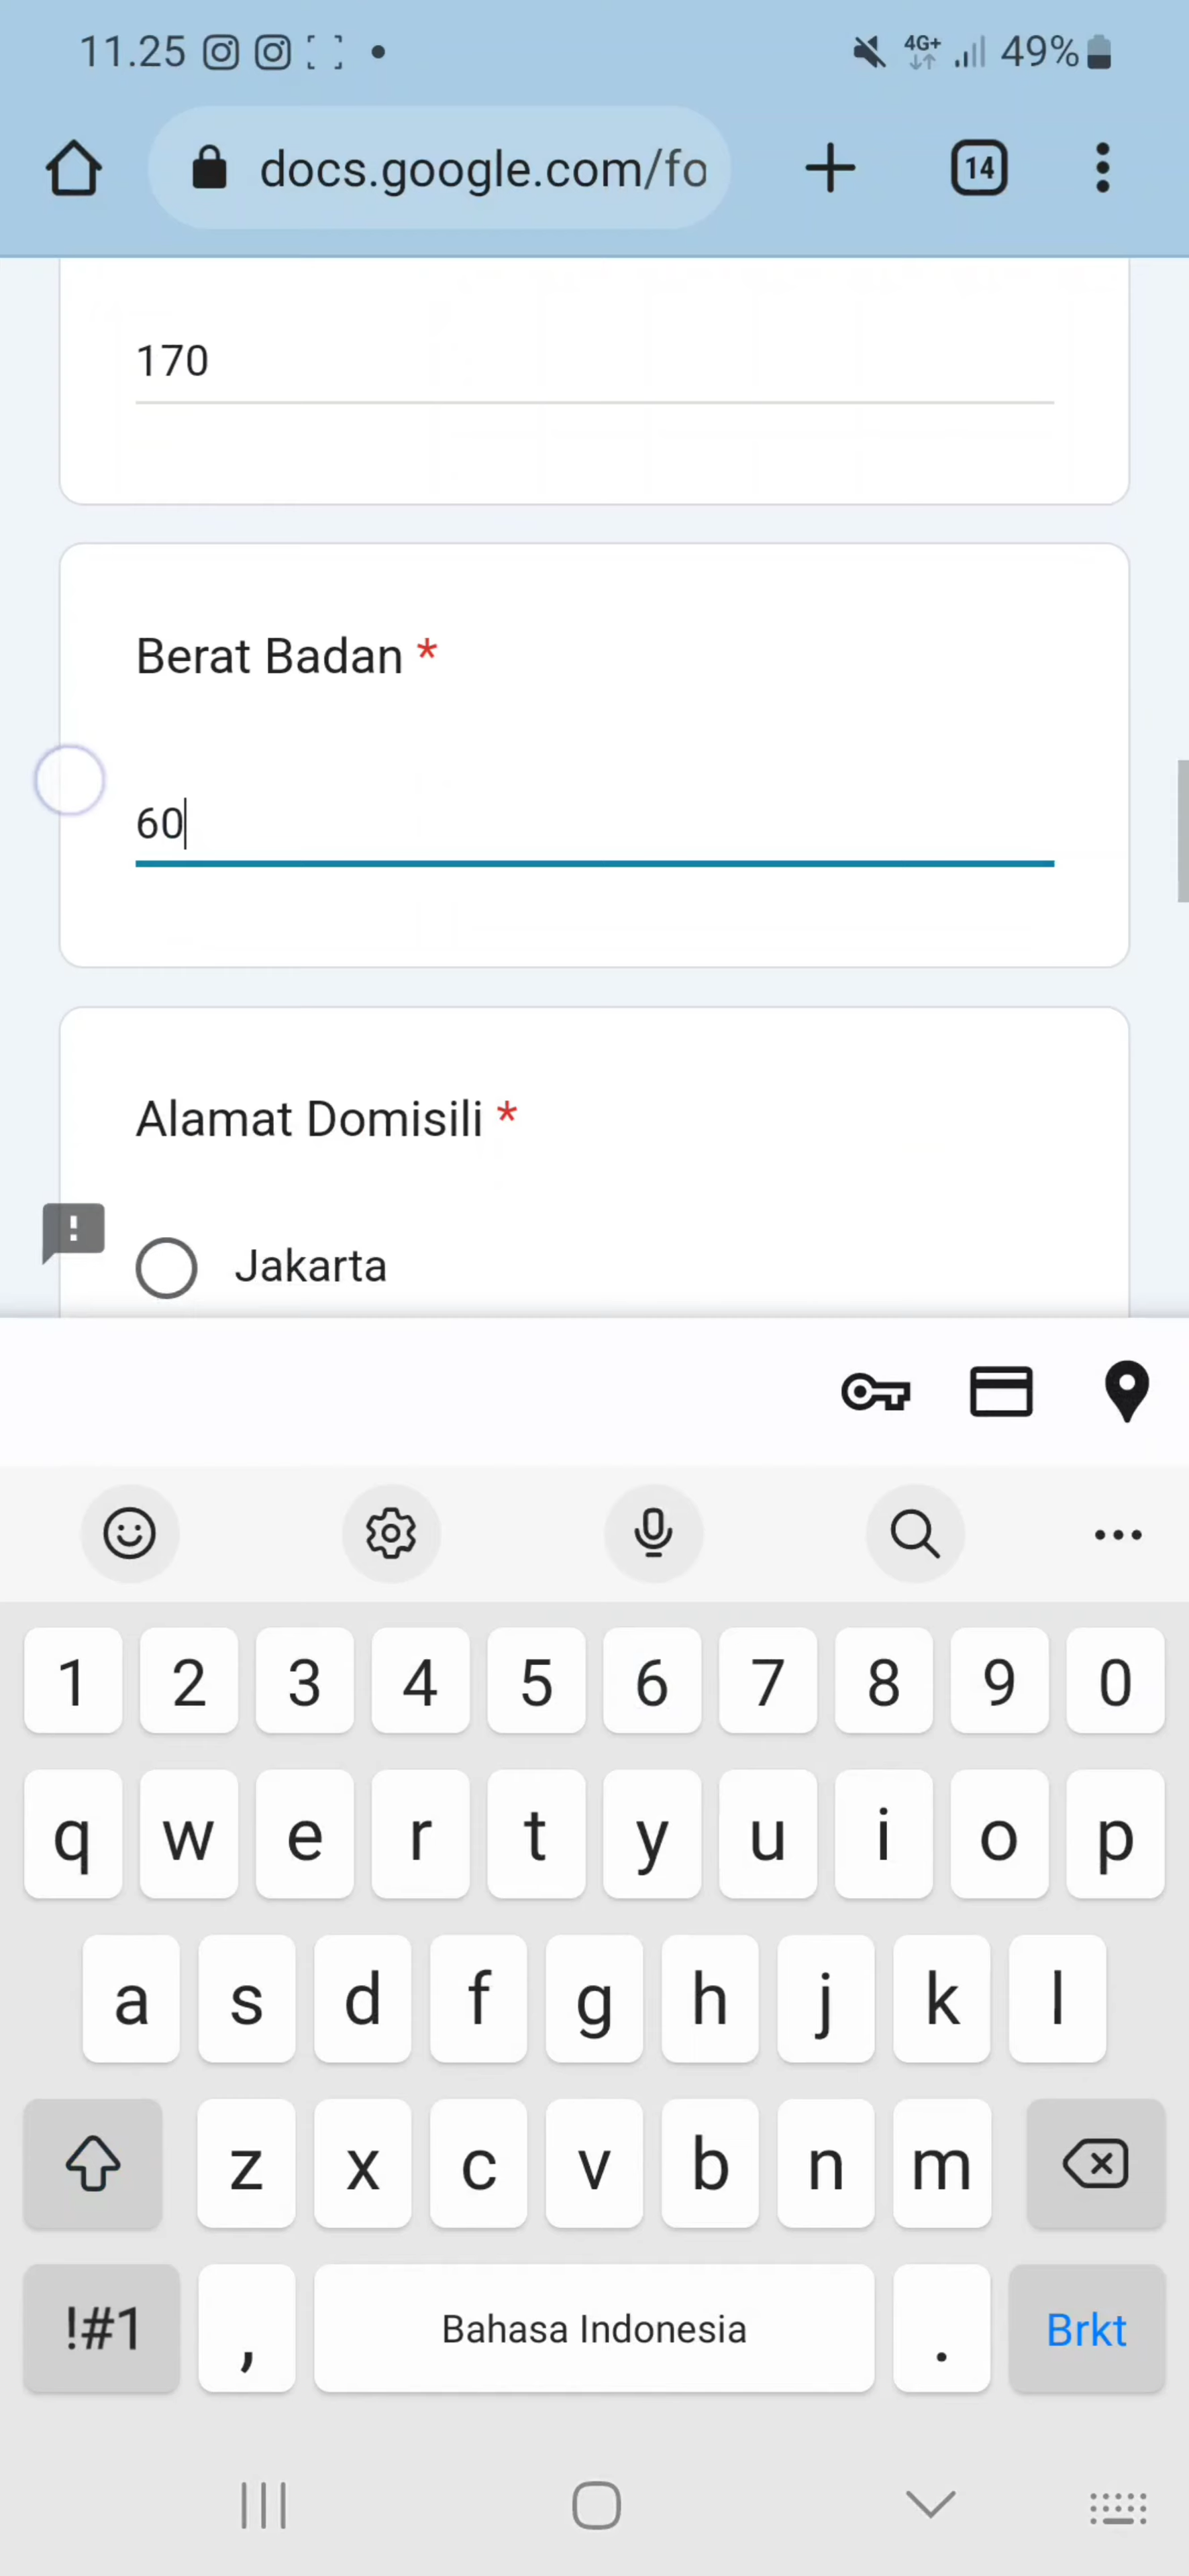 11.25
4G+ 49%
docs.google.com/fo
14
170
Berat Badan *
60
Alamat Domisili *
Jakarta
1 2 3 4 5 6 7 8 9 0
q w e r t y u i o p
a s d f g h j k l
z x c v b n m
!#1 , Bahasa Indonesia . Brkt